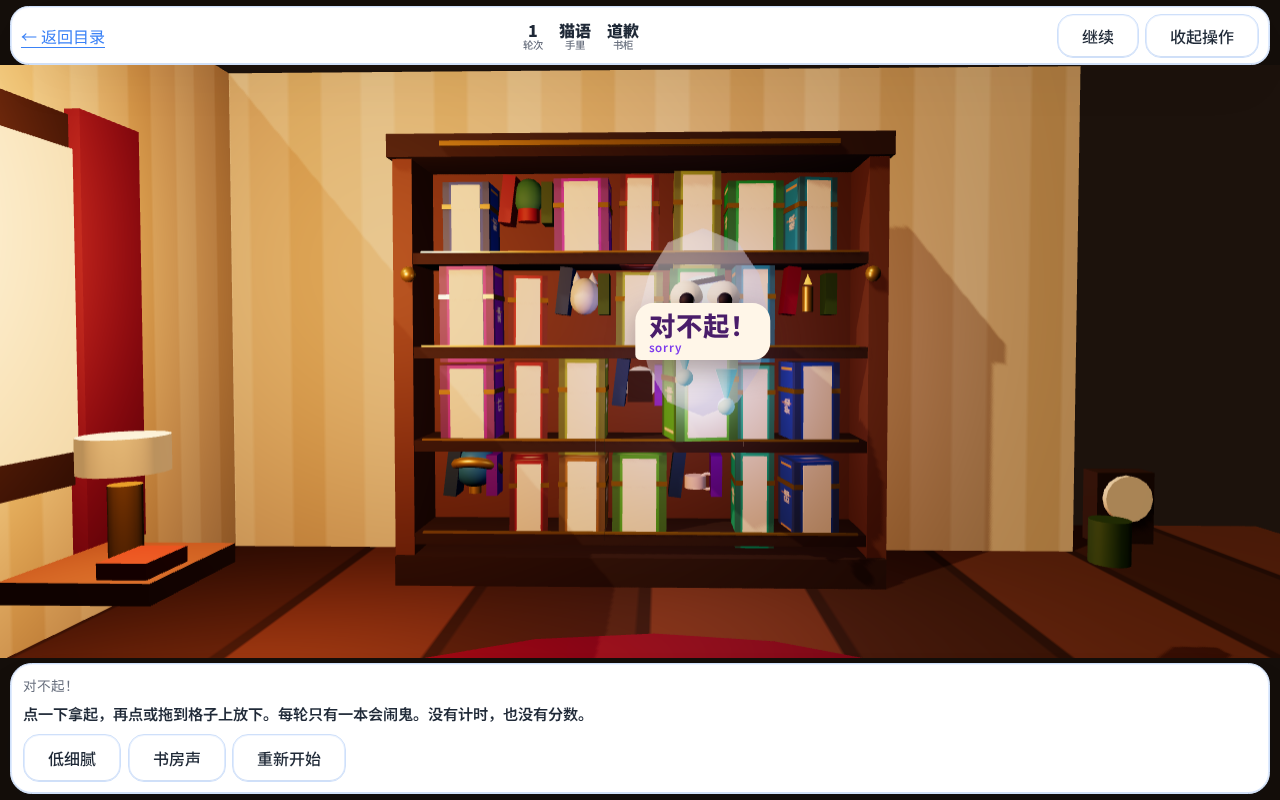 ← 返回目录
1 猫语 道歉
轮次 手里 书柜
继续
收起操作
对不起！
sorry
对不起！
点一下拿起，再点或拖到格子上放下。每轮只有一本会闹鬼。没有计时，也没有分数。
低细腻
书房声
重新开始